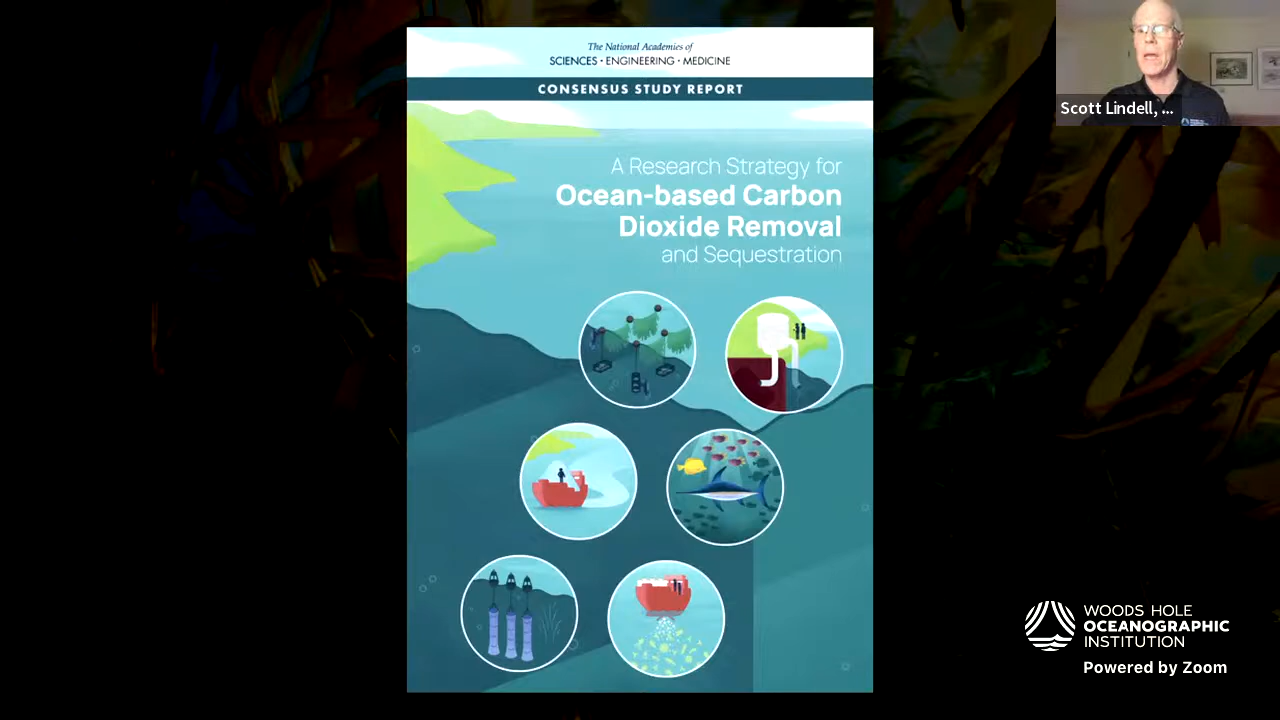 The National Academies of
SCIENCES · ENGINEERING · MEDICINE
CONSENSUS STUDY REPORT
A Research Strategy for
Ocean-based Carbon
Dioxide Removal
and Sequestration
Scott Lindell, ...
WOODS HOLE
OCEANOGRAPHIC
INSTITUTION
Powered by Zoom